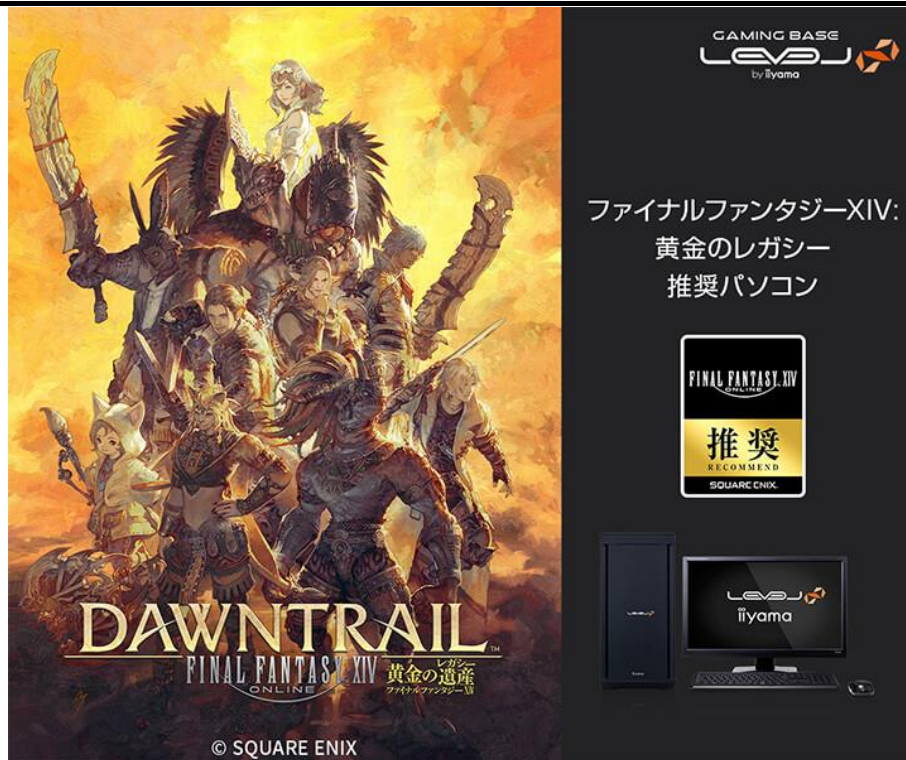 DAWNTRAIL™
FINAL FANTASY XIV
ONLINE
レガシー
黄金の遺産
ファイナルファンタジーXIV
© SQUARE ENIX
GAMING BASE
LEVEL
by iiyama
ファイナルファンタジーXIV:
黄金のレガシー
推奨パソコン
FINAL FANTASY XIV
ONLINE
推奨
RECOMMEND
SQUARE ENIX.
LEVEL
LEVEL
iiyama